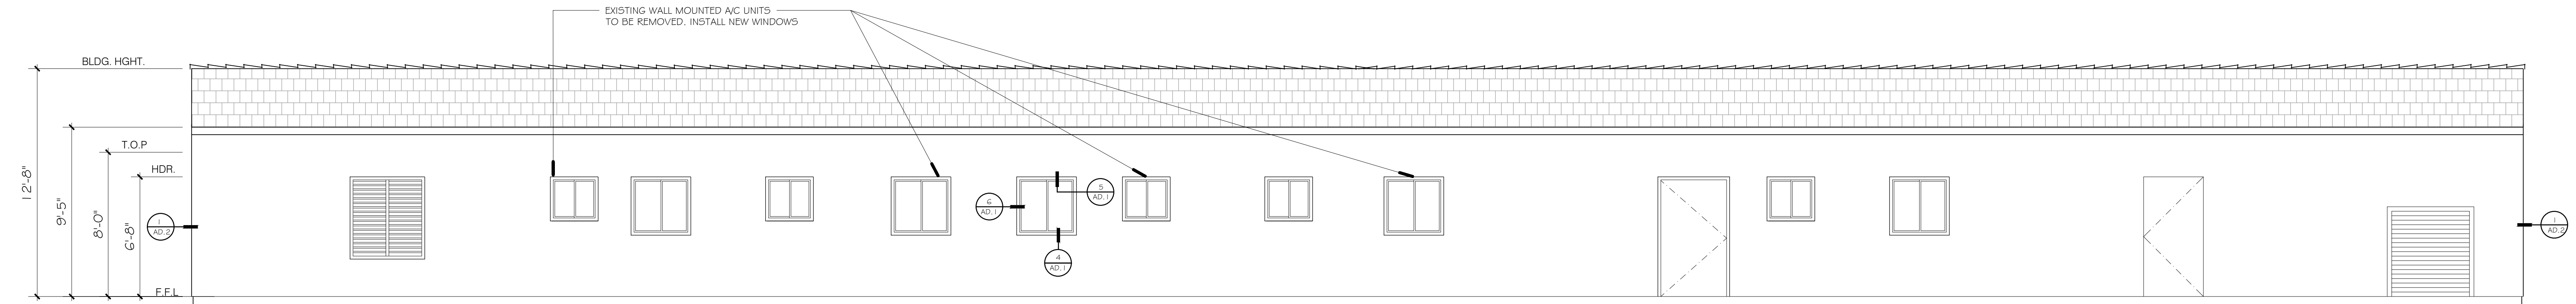 EXISTING WALL MOUNTED A/C UNITS
TO BE REMOVED. INSTALL NEW WINDOWS
BLDG. HGHT.
T.O.P
HDR.
F.F.L
12'-8"
9'-5"
8'-0"
6'-8"
1
AD.2
6
AD.1
5
AD.1
4
AD.1
1
AD.2